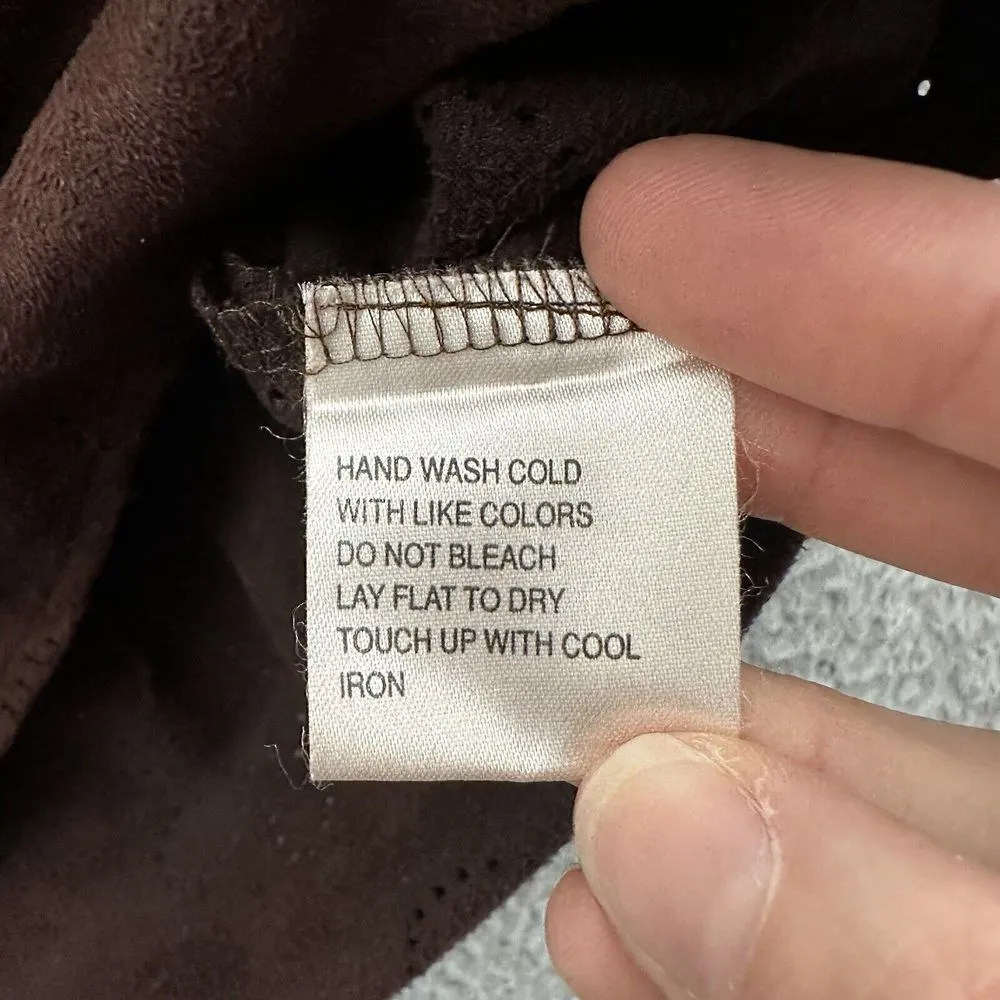 HAND WASH COLD
WITH LIKE COLORS
DO NOT BLEACH
LAY FLAT TO DRY
TOUCH UP WITH COOL
IRON